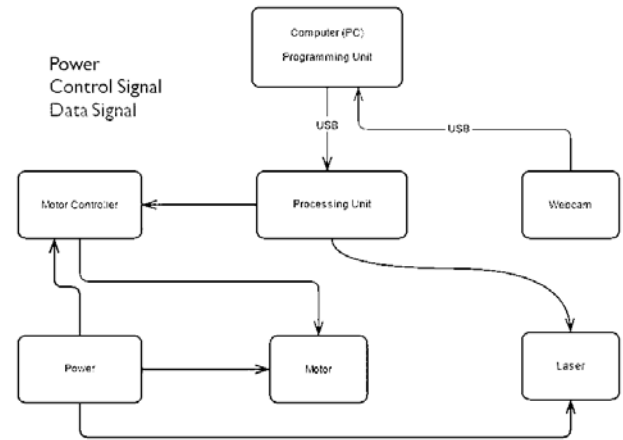 Computer (PC)
Programming Unit
Power
Control Signal
Data Signal
USB
USB
Motor Controller
Processing Unit
Webcam
Power
Motor
Laser